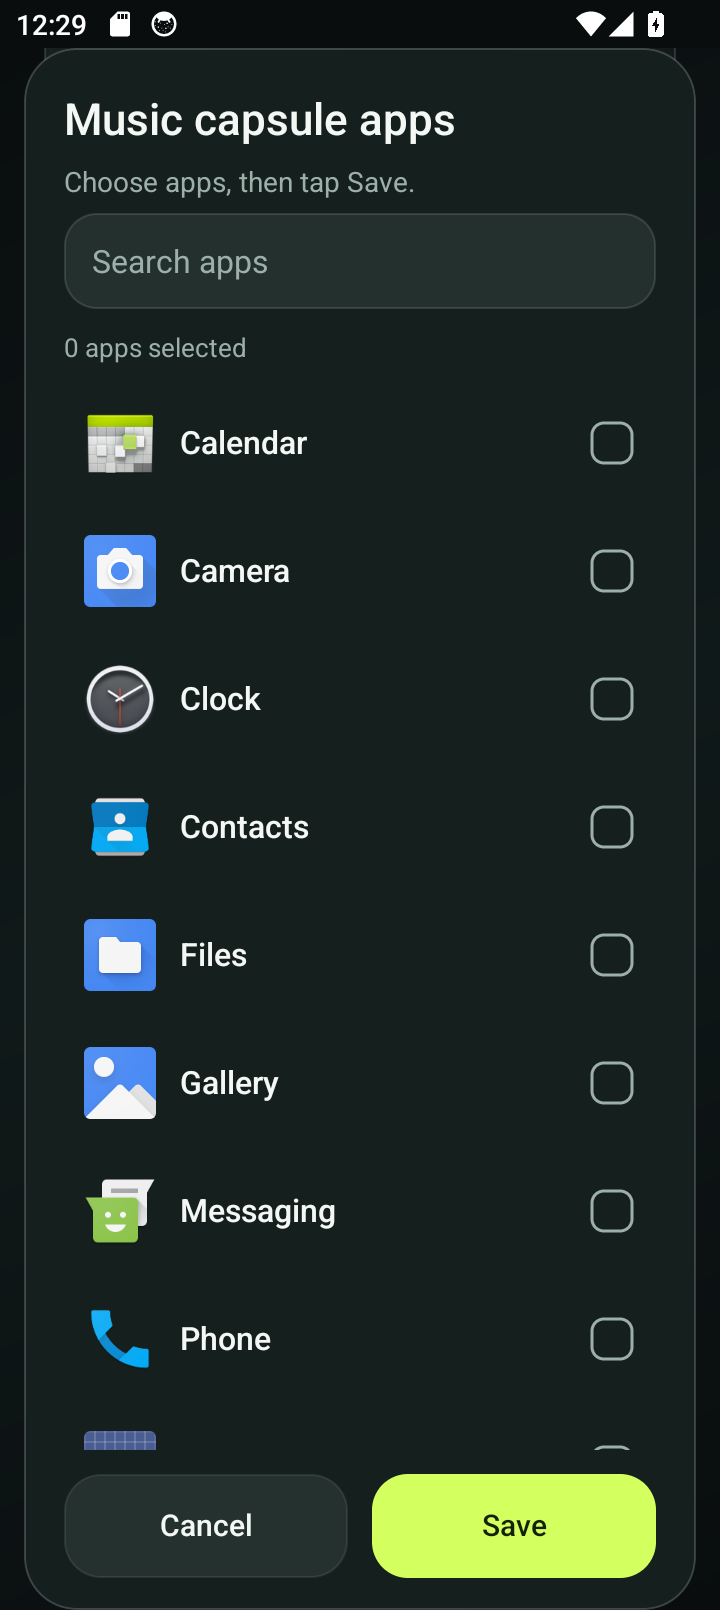 12:29
Music capsule apps
Choose apps, then tap Save.
Search apps
0 apps selected
Calendar
Camera
Clock
Contacts
Files
Gallery
Messaging
Phone
Cancel
Save